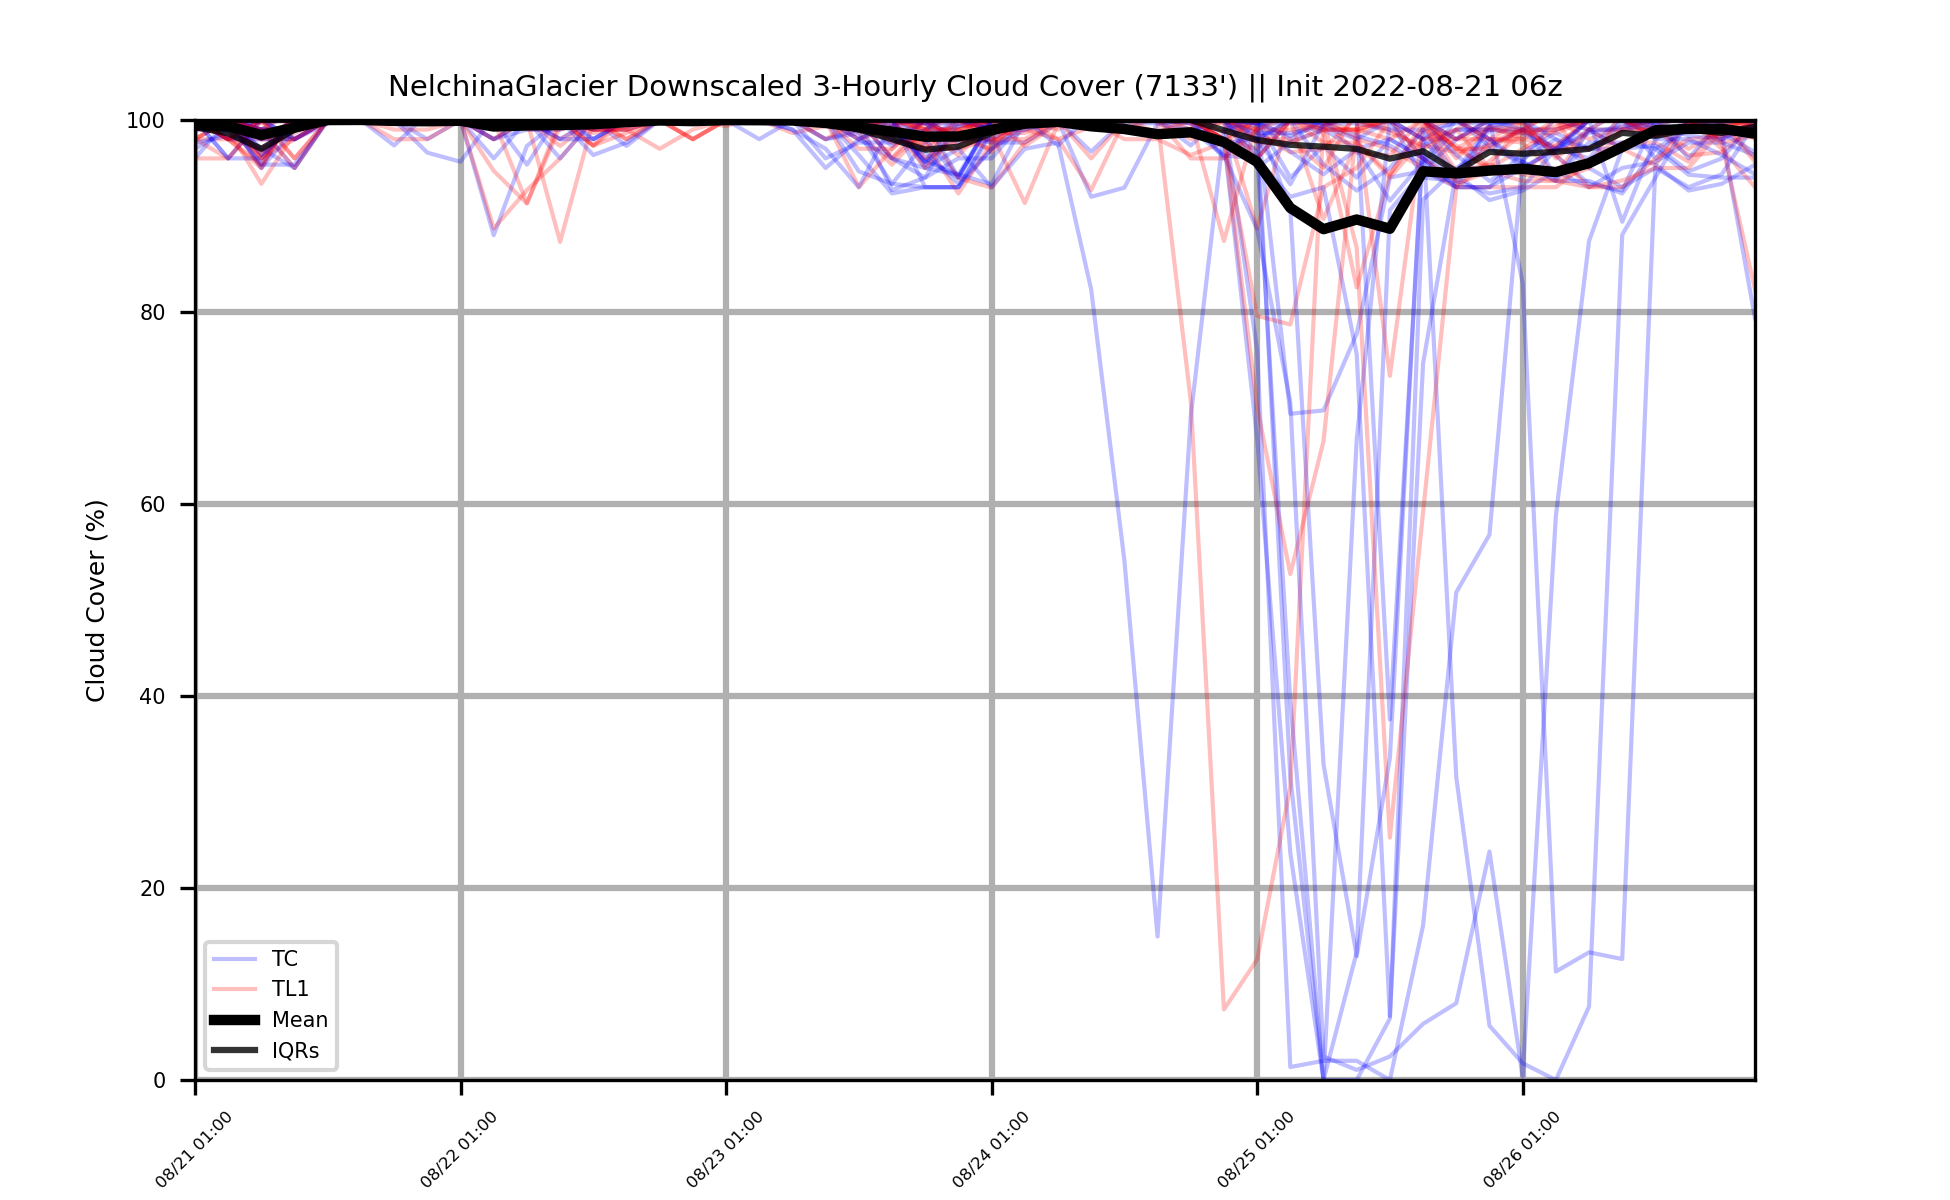 NelchinaGlacier Downscaled 3-Hourly Cloud Cover (7133') || Init 2022-08-21 06z
Cloud Cover (%)
100
80
60
40
20
0
TC
TL1
Mean
IQRs
08/21 01:00
08/22 01:00
08/23 01:00
08/24 01:00
08/25 01:00
08/26 01:00